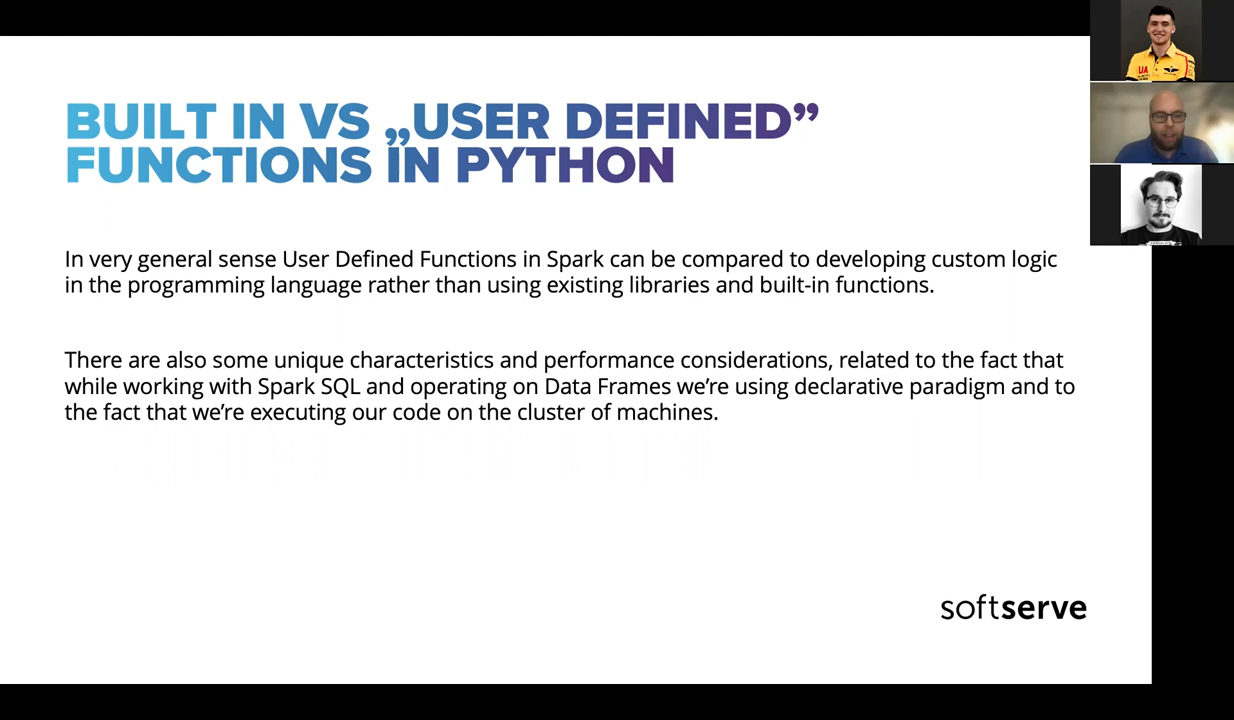 BUILT IN VS „USER DEFINED”
FUNCTIONS IN PYTHON
In very general sense User Defined Functions in Spark can be compared to developing custom logic
in the programming language rather than using existing libraries and built-in functions.
There are also some unique characteristics and performance considerations, related to the fact that
while working with Spark SQL and operating on Data Frames we’re using declarative paradigm and to
the fact that we’re executing our code on the cluster of machines.
softserve
UA